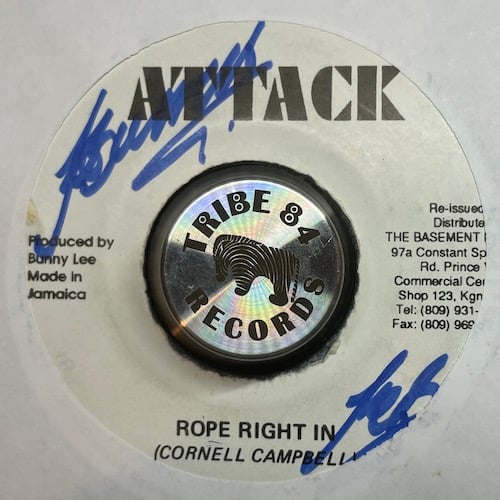 ATTACK
TRIBE 84
RECORDS
Produced by
Bunny Lee
Made in
Jamaica
Re-issued
Distribute
THE BASEMENT
97a Constant Sp
Rd. Prince
Commercial Cen
Shop 123, Kgn
Tel: (809) 931-
Fax: (809) 969
ROPE RIGHT IN
(CORNELL CAMPBELL